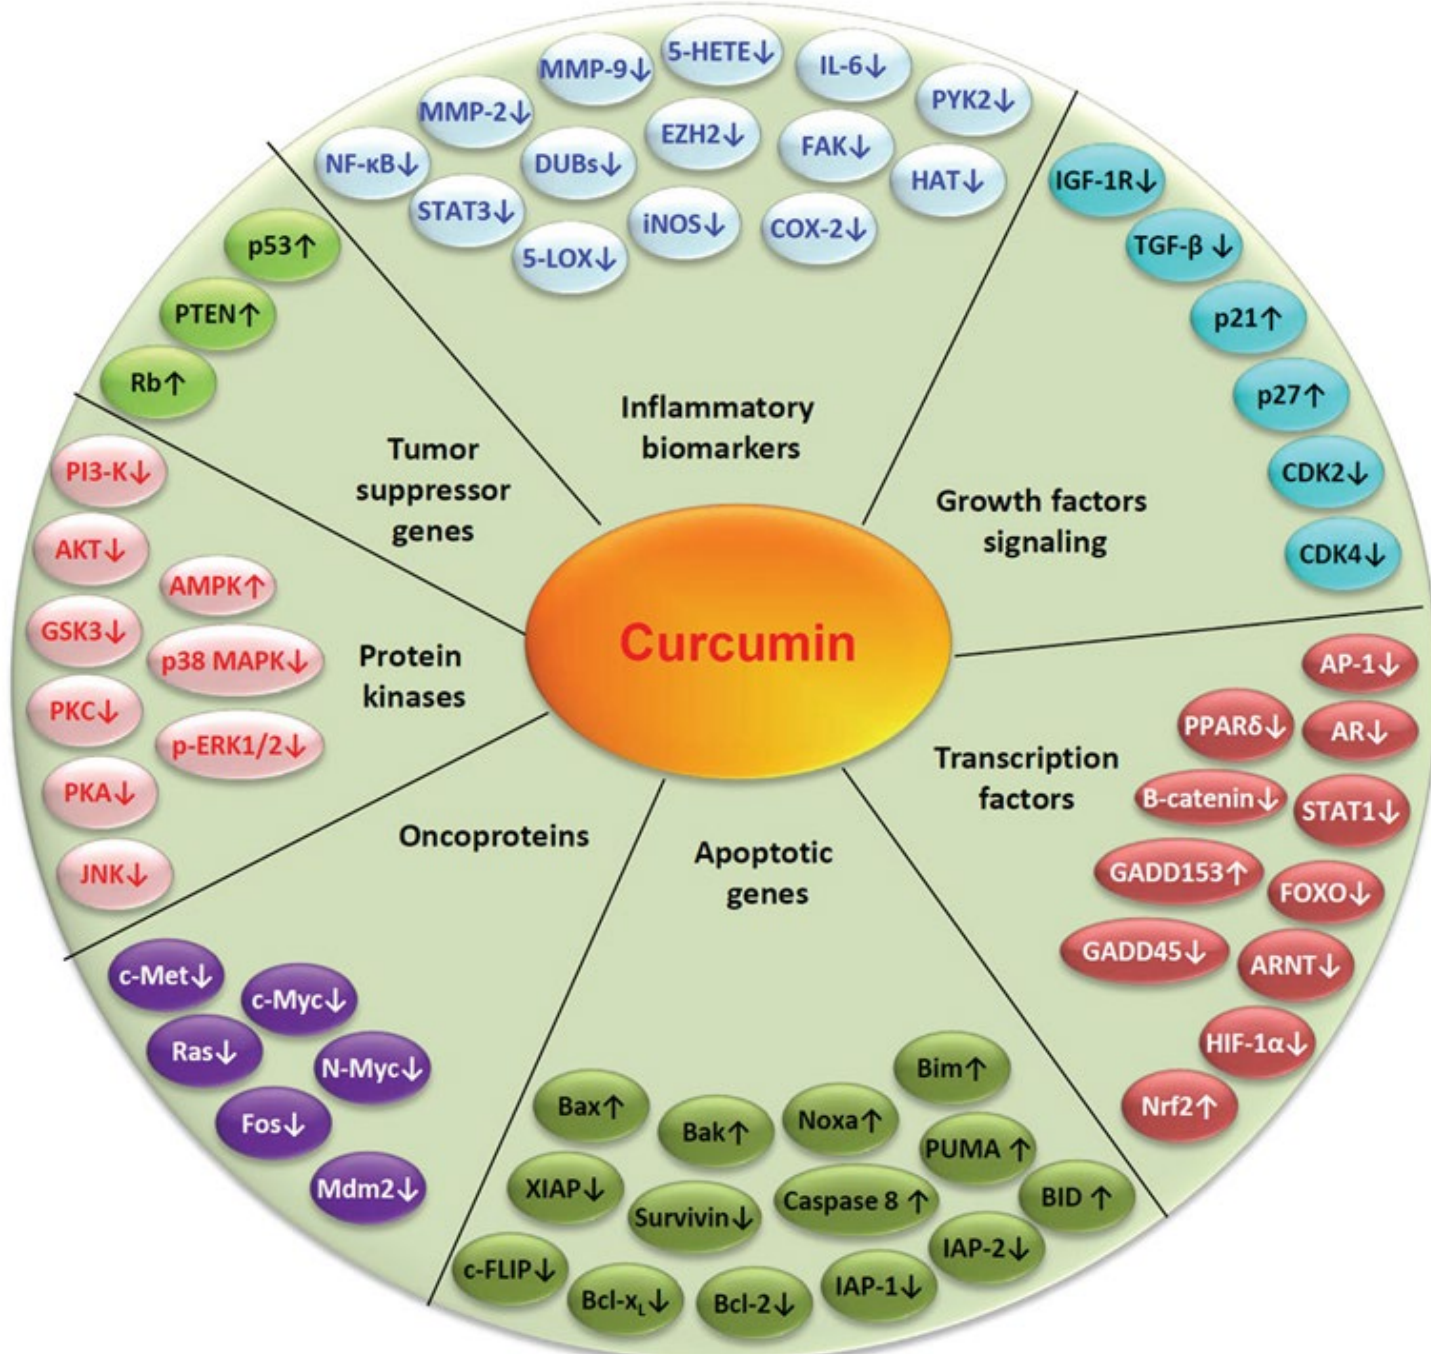 5-HETE↓
MMP-9↓
IL-6↓
PYK2↓
MMP-2↓
EZH2↓
FAK↓
NF-κB↓
DUBs↓
HAT↓
STAT3↓
iNOS↓
COX-2↓
5-LOX↓
Inflammatory
biomarkers
IGF-1R↓
TGF-β ↓
p21↑
p27↑
CDK2↓
CDK4↓
Growth factors
signaling
AP-1↓
PPARδ↓
AR↓
B-catenin↓
STAT1↓
GADD153↑
FOXO↓
GADD45↓
ARNT↓
HIF-1α↓
Nrf2↑
Transcription
factors
Apoptotic
genes
Bim↑
Bax↑
Bak↑
Noxa↑
PUMA ↑
XIAP↓
Survivin↓
Caspase 8 ↑
BID ↑
c-FLIP↓
IAP-2↓
Bcl-xL↓
Bcl-2↓
IAP-1↓
Oncoproteins
c-Met↓
c-Myc↓
Ras↓
N-Myc↓
Fos↓
Mdm2↓
Protein
kinases
PI3-K↓
AKT↓
AMPK↑
GSK3↓
p38 MAPK↓
PKC↓
p-ERK1/2↓
PKA↓
JNK↓
Tumor
suppressor
genes
p53↑
PTEN↑
Rb↑
Curcumin